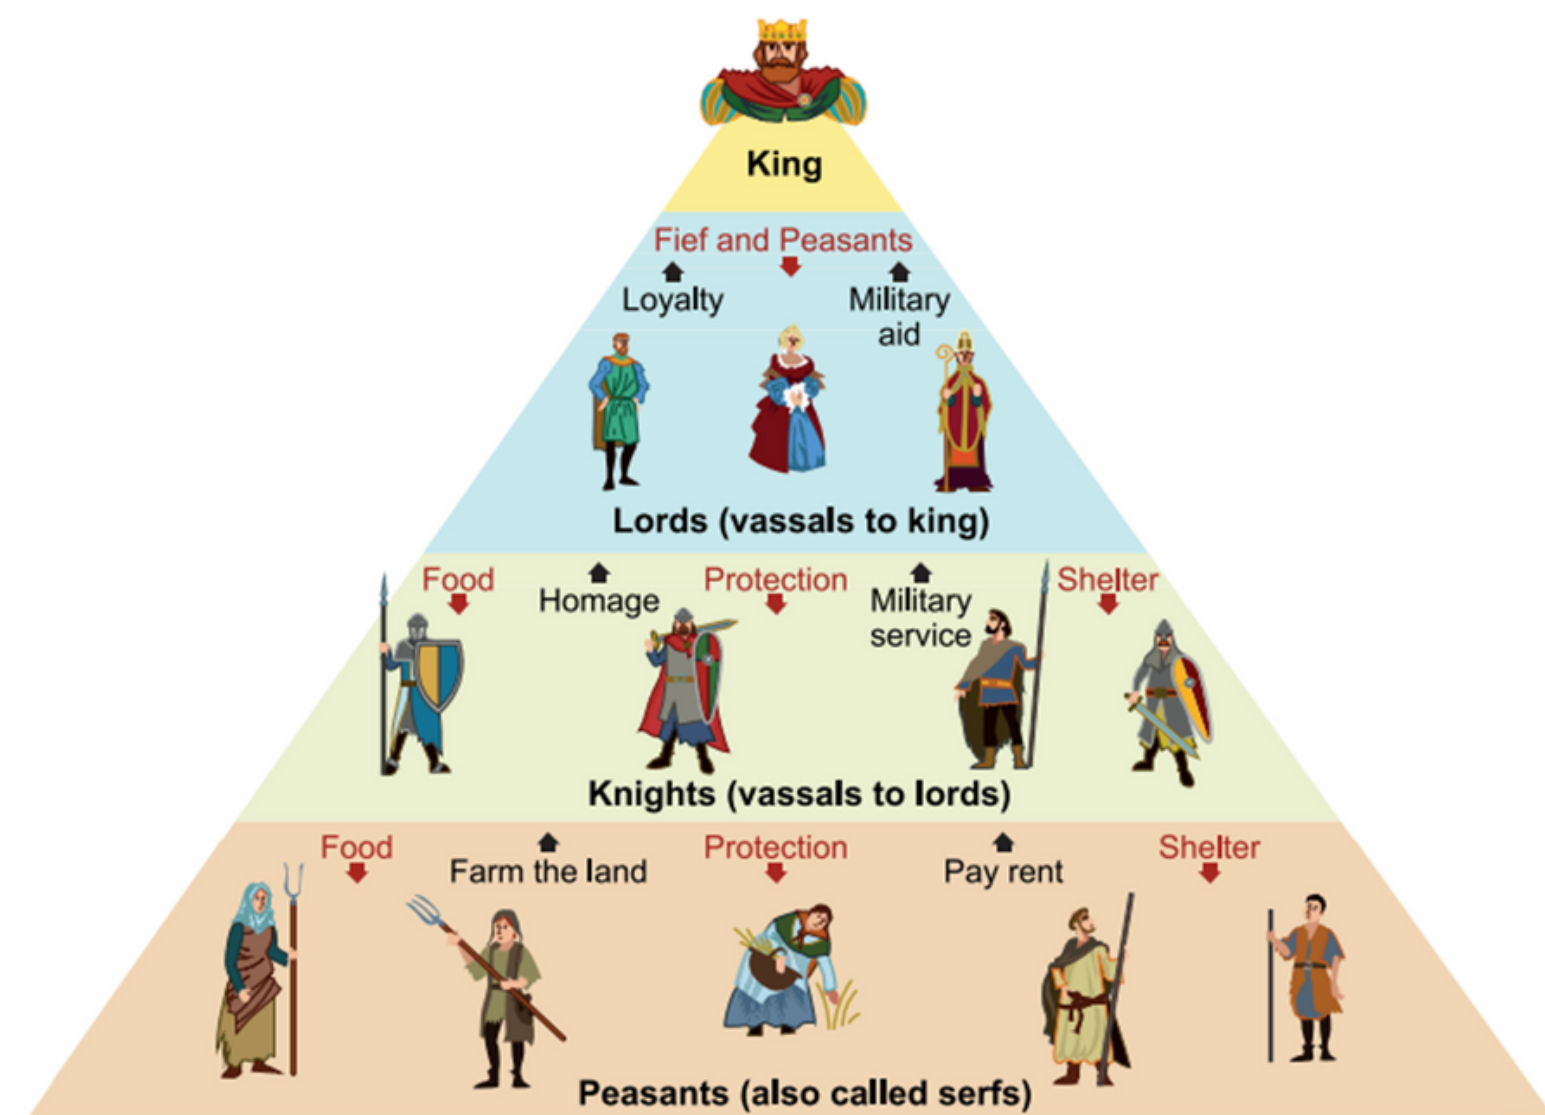 King
Fief and Peasants
Loyalty
Military
aid
Lords (vassals to king)
Food
Homage
Protection
Military
service
Shelter
Knights (vassals to lords)
Food
Farm the land
Protection
Pay rent
Shelter
Peasants (also called serfs)